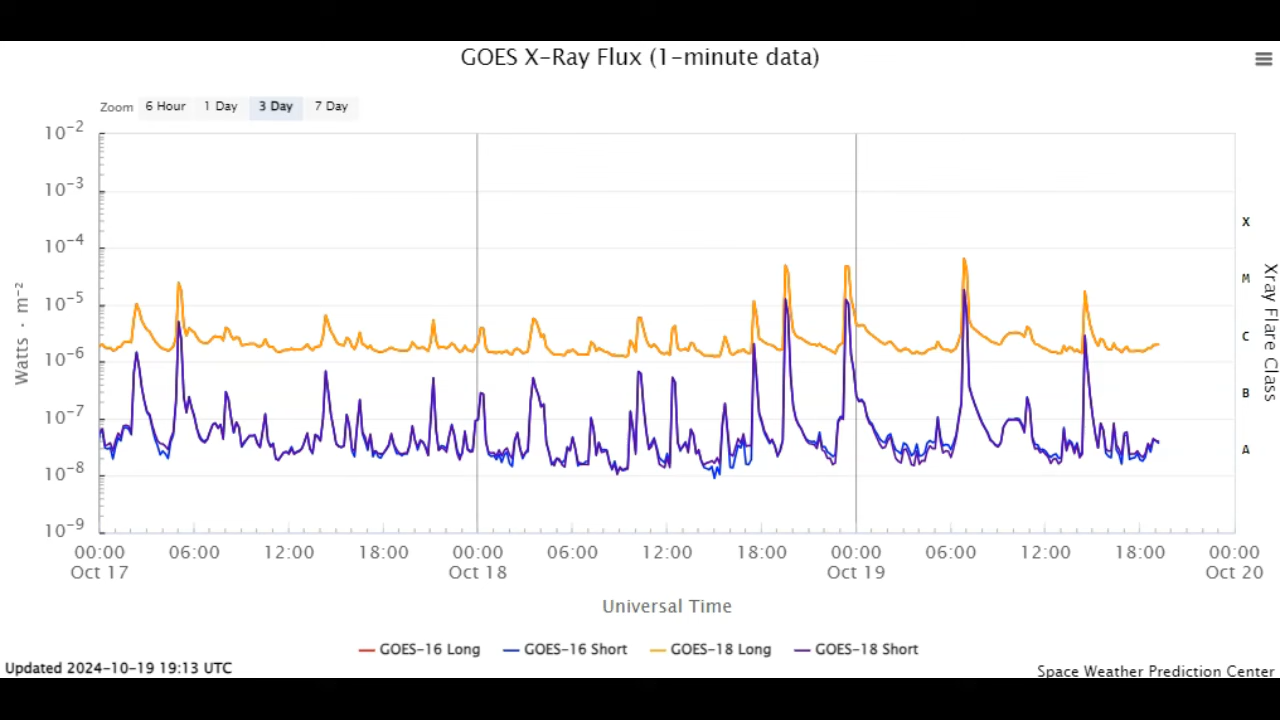 GOES X-Ray Flux (1-minute data)
Zoom 6 Hour 1 Day 3 Day 7 Day
10⁻²
10⁻³
10⁻⁴
10⁻⁵
10⁻⁶
10⁻⁷
10⁻⁸
10⁻⁹
Watts · m⁻²
X
M
C
B
A
Xray Flare Class
00:00 06:00 12:00 18:00 00:00 06:00 12:00 18:00 00:00 06:00 12:00 18:00 00:00
Oct 17 Oct 18 Oct 19 Oct 20
Universal Time
GOES-16 Long GOES-16 Short GOES-18 Long GOES-18 Short
Updated 2024-10-19 19:13 UTC
Space Weather Prediction Center